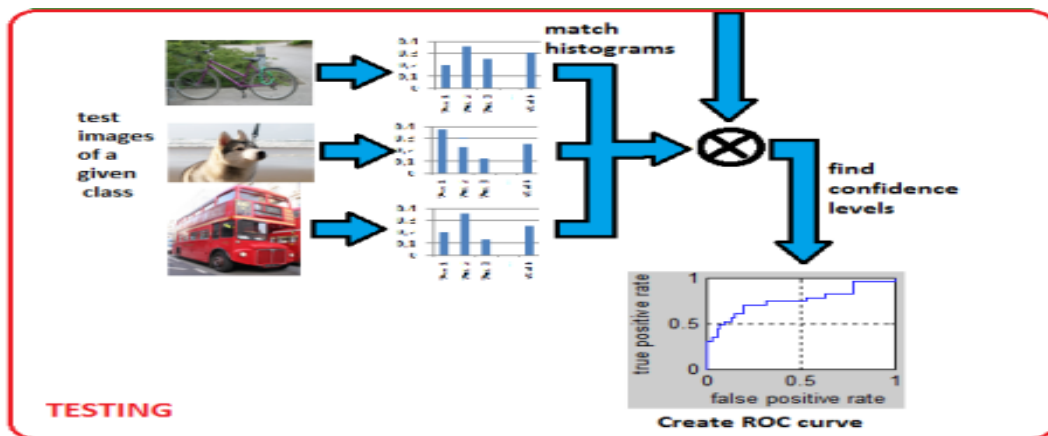 match
histograms
test
images
of a
given
class
find
confidence
levels
true positive rate
1
0.5
0
0
0.5
1
false positive rate
Create ROC curve
TESTING